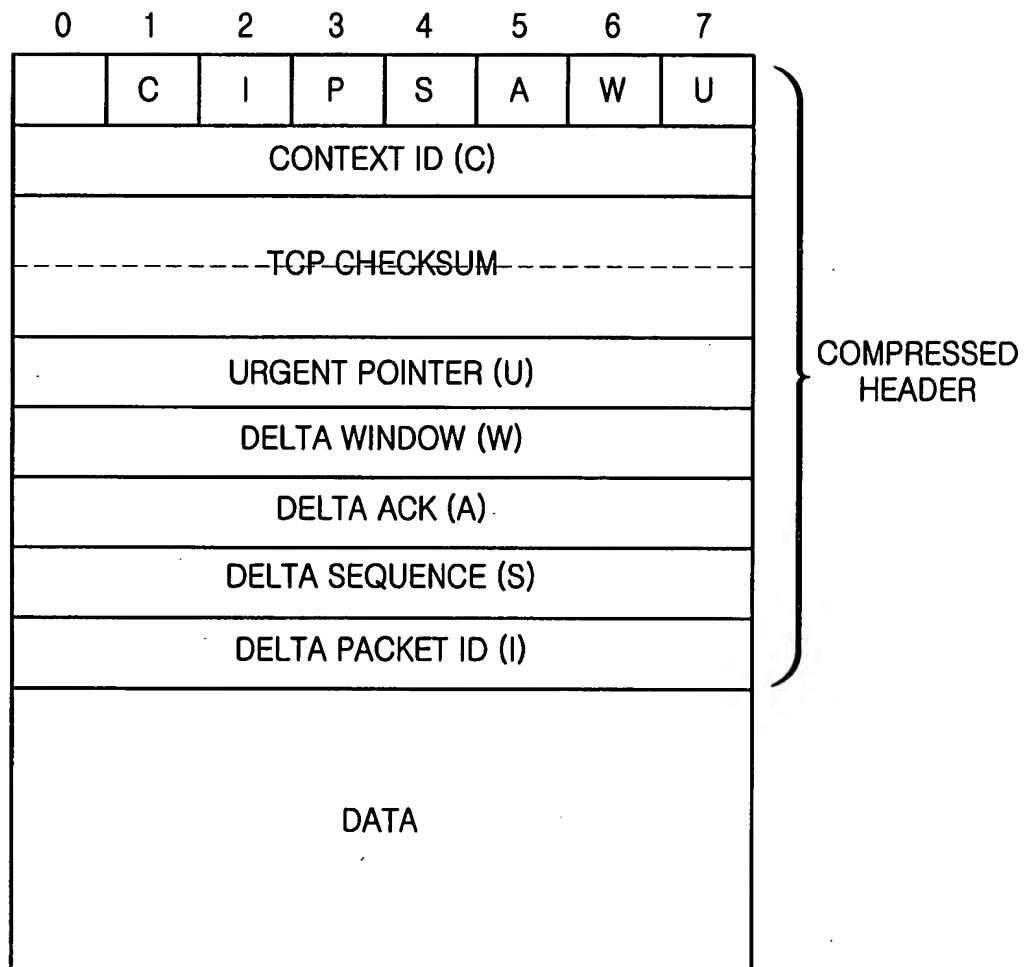 0 1 2 3 4 5 6 7
C I P S A W U
CONTEXT ID (C)
TCP CHECKSUM
URGENT POINTER (U)
DELTA WINDOW (W)
DELTA ACK (A)
DELTA SEQUENCE (S)
DELTA PACKET ID (I)
DATA
COMPRESSED
HEADER